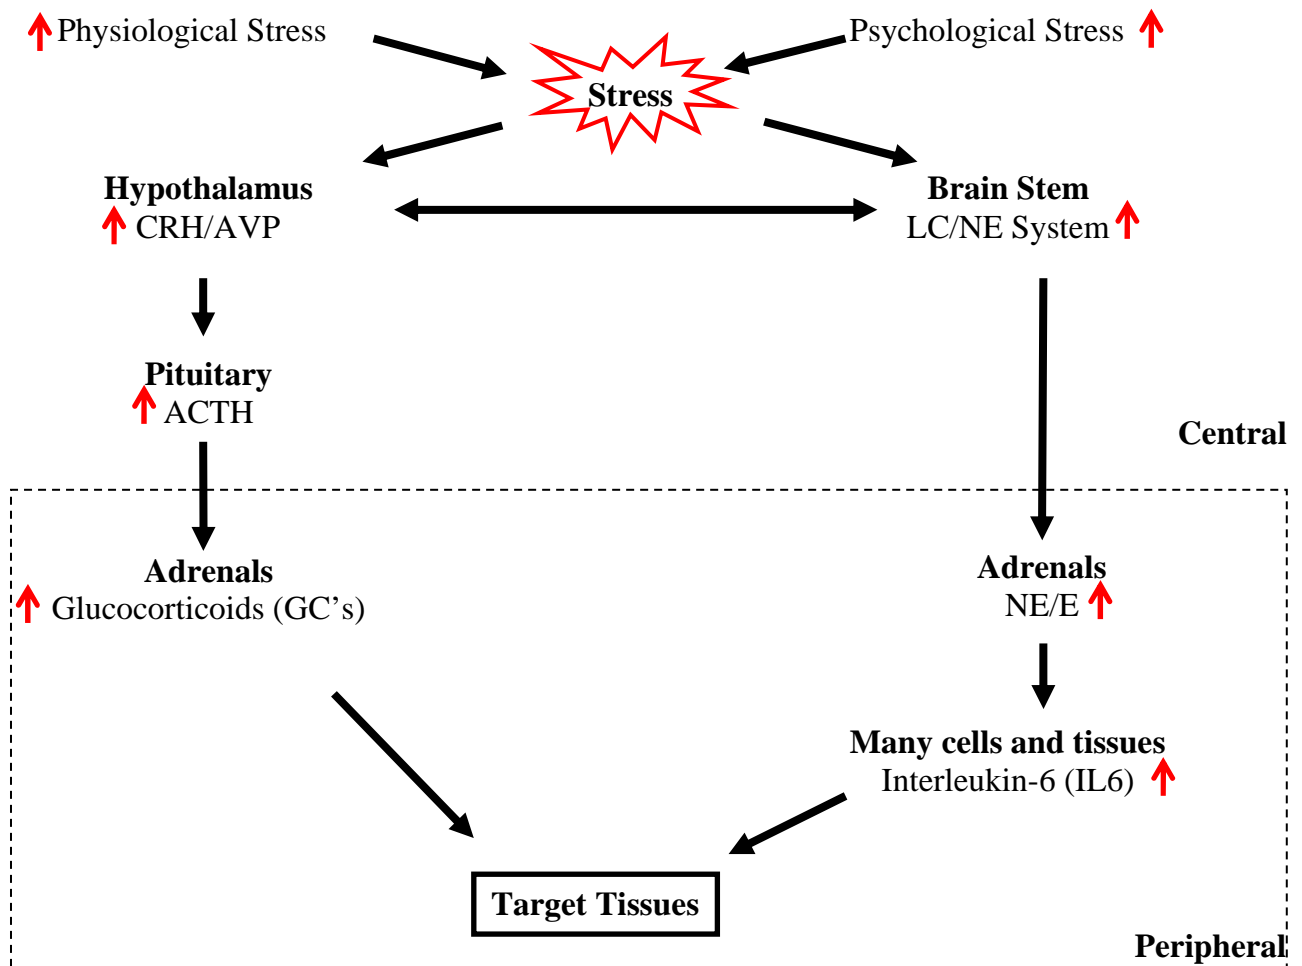 Physiological Stress
Psychological Stress
Stress
Hypothalamus
CRH/AVP
Brain Stem
LC/NE System
Pituitary
ACTH
Central
Adrenals
Glucocorticoids (GC’s)
Adrenals
NE/E
Many cells and tissues
Interleukin-6 (IL6)
Target Tissues
Peripheral